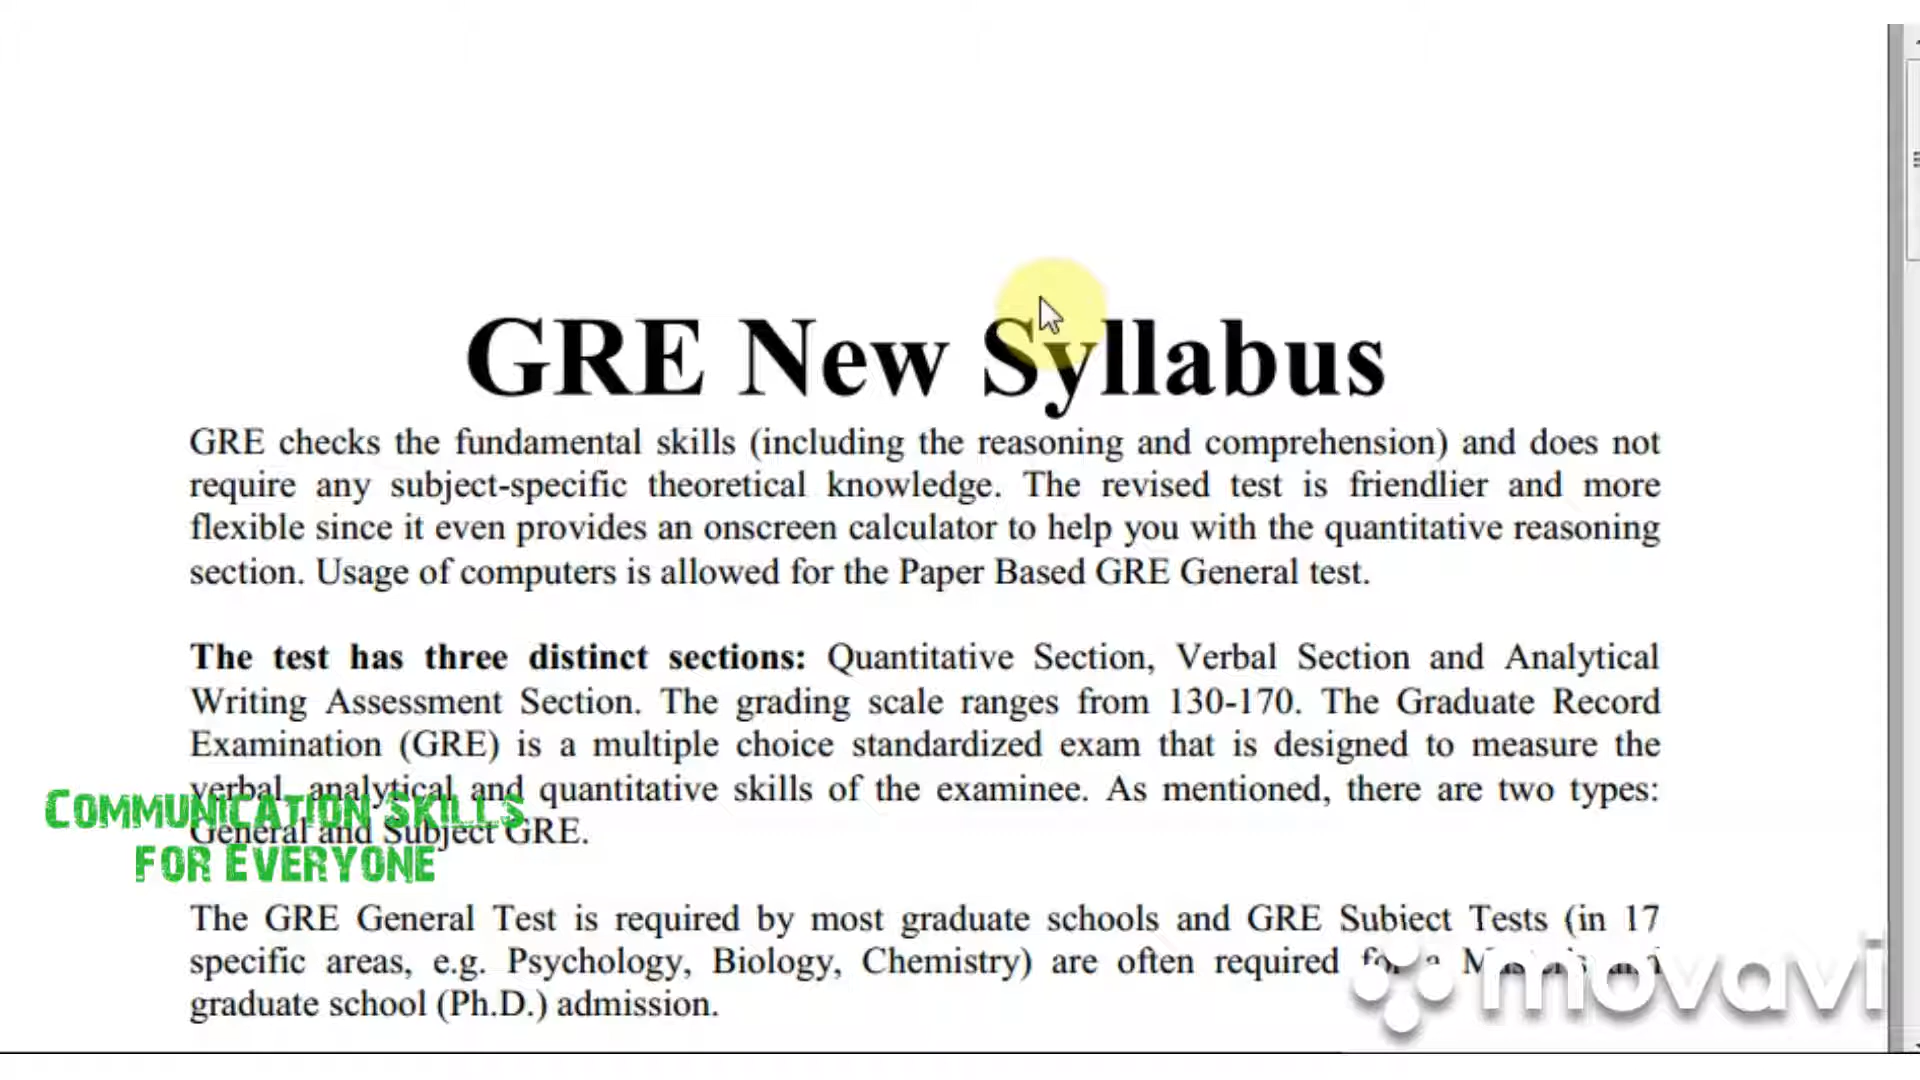 GRE New Syllabus
GRE checks the fundamental skills (including the reasoning and comprehension) and does not
require any subject-specific theoretical knowledge. The revised test is friendlier and more
flexible since it even provides an onscreen calculator to help you with the quantitative reasoning
section. Usage of computers is allowed for the Paper Based GRE General test.
The test has three distinct sections: Quantitative Section, Verbal Section and Analytical
Writing Assessment Section. The grading scale ranges from 130-170. The Graduate Record
Examination (GRE) is a multiple choice standardized exam that is designed to measure the
verbal, analytical and quantitative skills of the examinee. As mentioned, there are two types:
General and Subject GRE.
COMMUNICATION SKILLS
FOR EVERYONE
The GRE General Test is required by most graduate schools and GRE Subject Tests (in 17
specific areas, e.g. Psychology, Biology, Chemistry) are often required for a
graduate school (Ph.D.) admission.
movavi